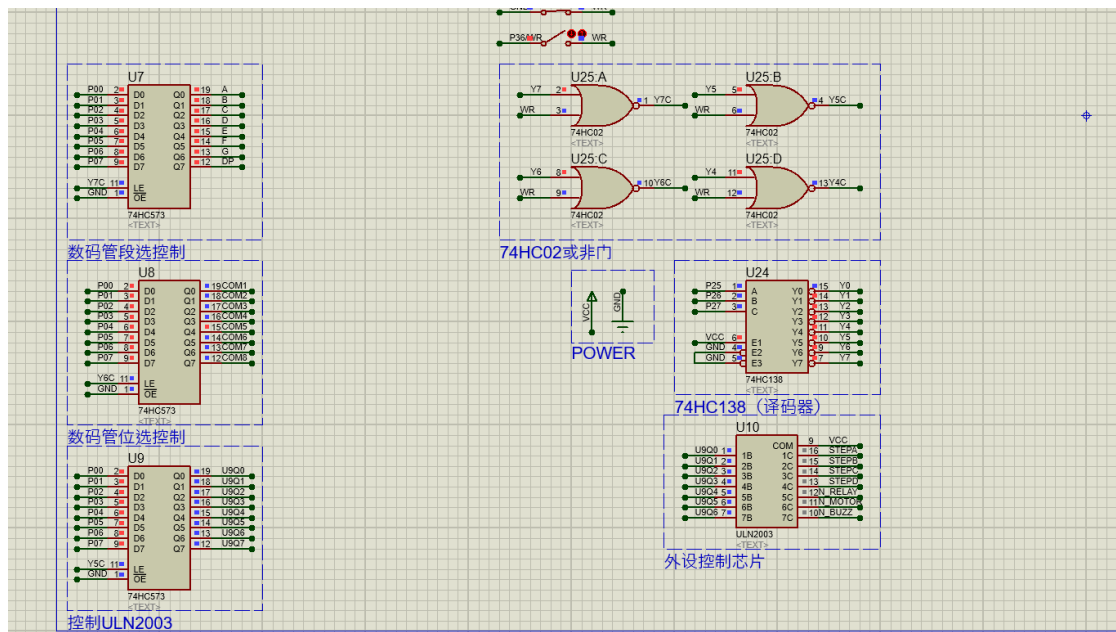 P36/WR WR
U7
P00 2 D0 Q0 19 A
P01 3 D1 Q1 18 B
P02 4 D2 Q2 17 C
P03 5 D3 Q3 16 D
P04 6 D4 Q4 15 E
P05 7 D5 Q5 14 F
P06 8 D6 Q6 13 G
P07 9 D7 Q7 12 DP
Y7C 11 LE
GND 1 OE
74HC573
<TEXT>
数码管段选控制
U25:A
Y7 2
WR 3
1 Y7C
74HC02
<TEXT>
U25:B
Y5 5
WR 6
4 Y5C
74HC02
<TEXT>
U25:C
Y6 8
WR 9
10 Y6C
74HC02
<TEXT>
U25:D
Y4 11
WR 12
13 Y4C
74HC02
<TEXT>
74HC02或非门
U8
P00 2 D0 Q0 19 COM1
P01 3 D1 Q1 18 COM2
P02 4 D2 Q2 17 COM3
P03 5 D3 Q3 16 COM4
P04 6 D4 Q4 15 COM5
P05 7 D5 Q5 14 COM6
P06 8 D6 Q6 13 COM7
P07 9 D7 Q7 12 COM8
Y6C 11 LE
GND 1 OE
74HC573
<TEXT>
数码管位选控制
VCC GND
POWER
U24
P25 1 A Y0 15 Y0
P26 2 B Y1 14 Y1
P27 3 C Y2 13 Y2
Y3 12 Y3
Y4 11 Y4
VCC 6 E1 Y5 10 Y5
GND 4 E2 Y6 9 Y6
GND 5 E3 Y7 7 Y7
74HC138
<TEXT>
74HC138（译码器）
U9
P00 2 D0 Q0 19 U9Q0
P01 3 D1 Q1 18 U9Q1
P02 4 D2 Q2 17 U9Q2
P03 5 D3 Q3 16 U9Q3
P04 6 D4 Q4 15 U9Q4
P05 7 D5 Q5 14 U9Q5
P06 8 D6 Q6 13 U9Q6
P07 9 D7 Q7 12 U9Q7
Y5C 11 LE
GND 1 OE
74HC573
<TEXT>
控制ULN2003
U10
COM 9 VCC
U9Q0 1 1B 1C 16 STEPA
U9Q1 2 2B 2C 15 STEPB
U9Q2 3 3B 3C 14 STEPC
U9Q3 4 4B 4C 13 STEPD
U9Q4 5 5B 5C 12 N_RELAY
U9Q5 6 6B 6C 11 N_MOTOR
U9Q6 7 7B 7C 10 N_BUZZ
ULN2003
<TEXT>
外设控制芯片